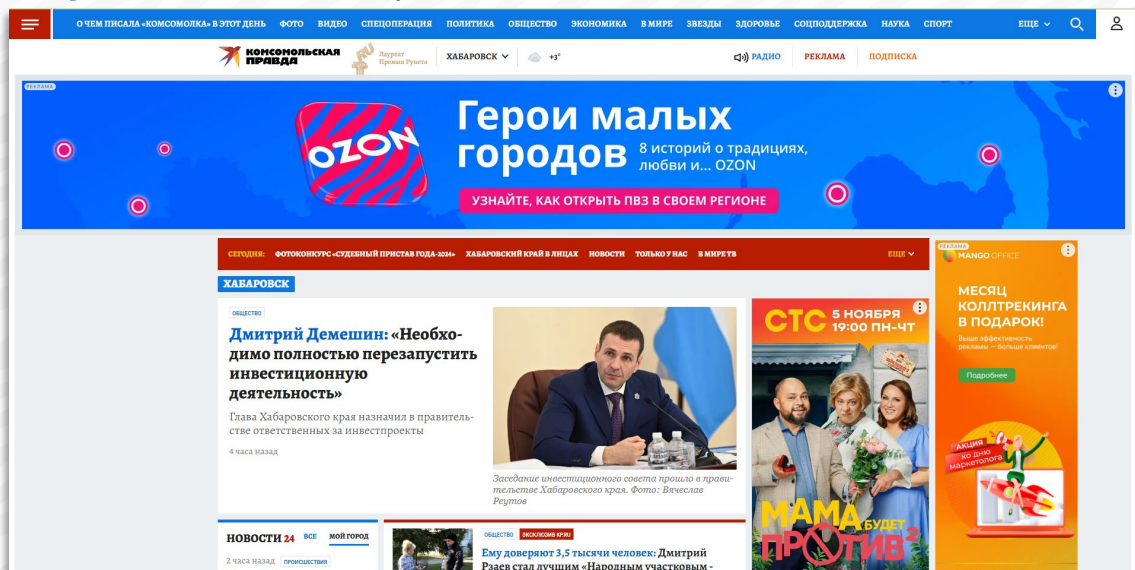 О ЧЕМ ПИСАЛА «КОМСОМОЛКА» В ЭТОТ ДЕНЬ ФОТО ВИДЕО СПЕЦОПЕРАЦИЯ ПОЛИТИКА ОБЩЕСТВО ЭКОНОМИКА В МИРЕ ЗВЕЗДЫ ЗДОРОВЬЕ СОЦПОДДЕРЖКА НАУКА СПОРТ ЕЩЕ
КОМСОМОЛЬСКАЯ
ПРАВДА
Лауреат
Премии Рунета
ХАБАРОВСК +3°
РАДИО РЕКЛАМА ПОДПИСКА
РЕКЛАМА
OZON
Герои малых
городов
8 историй о традициях,
любви и... OZON
УЗНАЙТЕ, КАК ОТКРЫТЬ ПВЗ В СВОЕМ РЕГИОНЕ
СЕГОДНЯ: ФОТОКОНКУРС «СУДЕБНЫЙ ПРИСТАВ ГОДА-2024» ХАБАРОВСКИЙ КРАЙ В ЛИЦАХ НОВОСТИ ТОЛЬКО У НАС В МИРЕ ТВ ЕЩЕ
ХАБАРОВСК
ОБЩЕСТВО
Дмитрий Демешин: «Необхо-
димо полностью перезапустить
инвестиционную
деятельность»
Глава Хабаровского края назначил в правитель-
стве ответственных за инвестпроекты
4 часа назад
Заседание инвестиционного совета прошло в прави-
тельстве Хабаровского края. Фото: Вячеслав
Реутов
НОВОСТИ 24 ВСЕ МОЙ ГОРОД
2 часа назад ПРОИСШЕСТВИЯ
ОБЩЕСТВО ЭКСКЛЮЗИВ KP.RU
Ему доверяют 3,5 тысячи человек: Дмитрий
Рзаев стал лучшим «Народным участковым -
СТС 5 НОЯБРЯ
19:00 ПН-ЧТ
МАМА БУДЕТ
ПРОТИВ 2
РЕКЛАМА
MANGO OFFICE
МЕСЯЦ
КОЛЛТРЕКИНГА
В ПОДАРОК!
Выше эффективность
рекламы — больше клиентов!
Подробнее
АКЦИЯ
ко дню
маркетолога